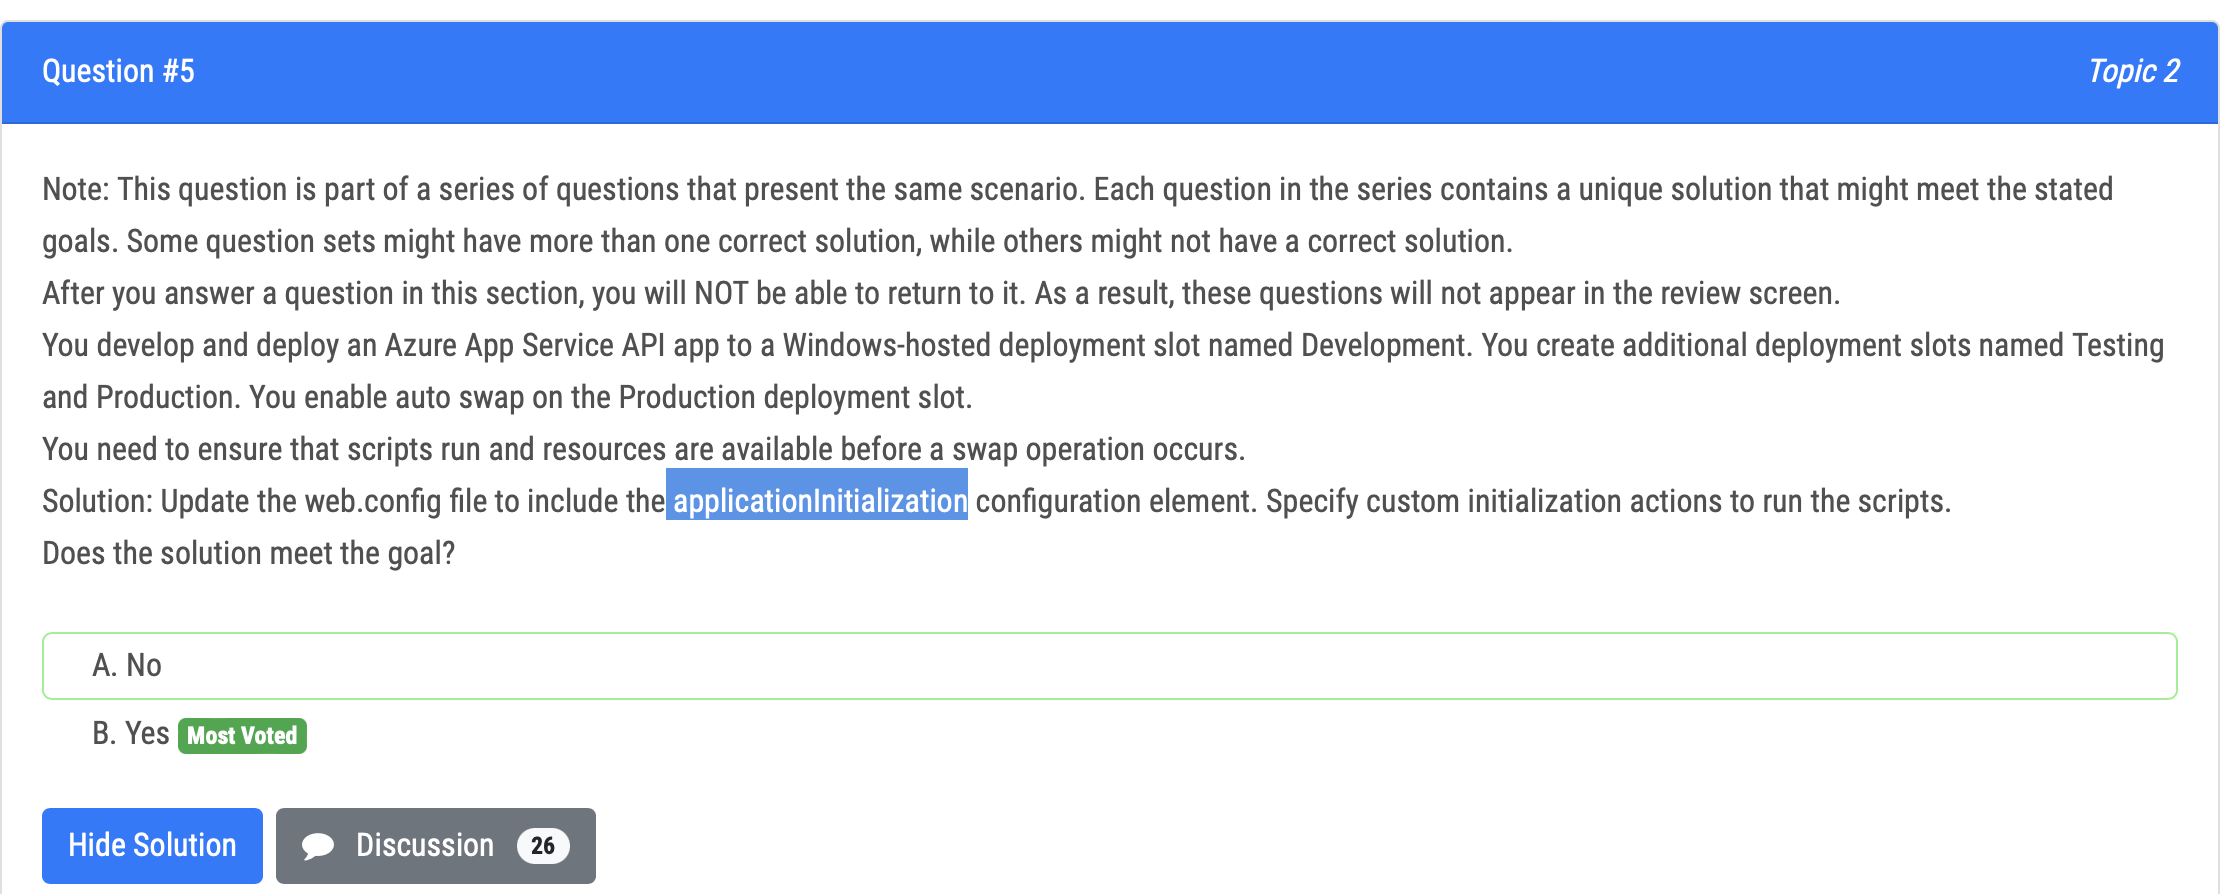 Question #5
Topic 2
Note: This question is part of a series of questions that present the same scenario. Each question in the series contains a unique solution that might meet the stated
goals. Some question sets might have more than one correct solution, while others might not have a correct solution.
After you answer a question in this section, you will NOT be able to return to it. As a result, these questions will not appear in the review screen.
You develop and deploy an Azure App Service API app to a Windows-hosted deployment slot named Development. You create additional deployment slots named Testing
and Production. You enable auto swap on the Production deployment slot.
You need to ensure that scripts run and resources are available before a swap operation occurs.
Solution: Update the web.config file to include the applicationInitialization configuration element. Specify custom initialization actions to run the scripts.
Does the solution meet the goal?
A. No
B. Yes Most Voted
Hide Solution
Discussion 26